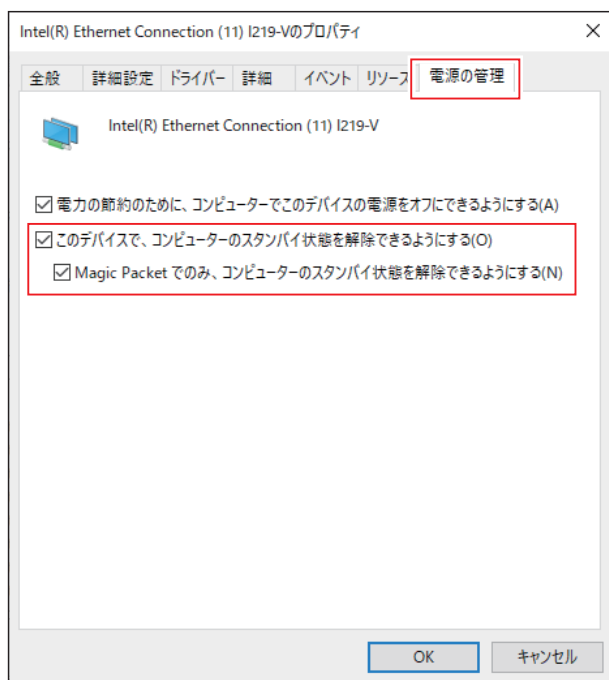 Intel(R) Ethernet Connection (11) I219-Vのプロパティ
全般 詳細設定 ドライバー 詳細 イベント リソース 電源の管理
Intel(R) Ethernet Connection (11) I219-V
電力の節約のために、コンピューターでこのデバイスの電源をオフにできるようにする(A)
このデバイスで、コンピューターのスタンバイ状態を解除できるようにする(O)
Magic Packet でのみ、コンピューターのスタンバイ状態を解除できるようにする(N)
OK キャンセル